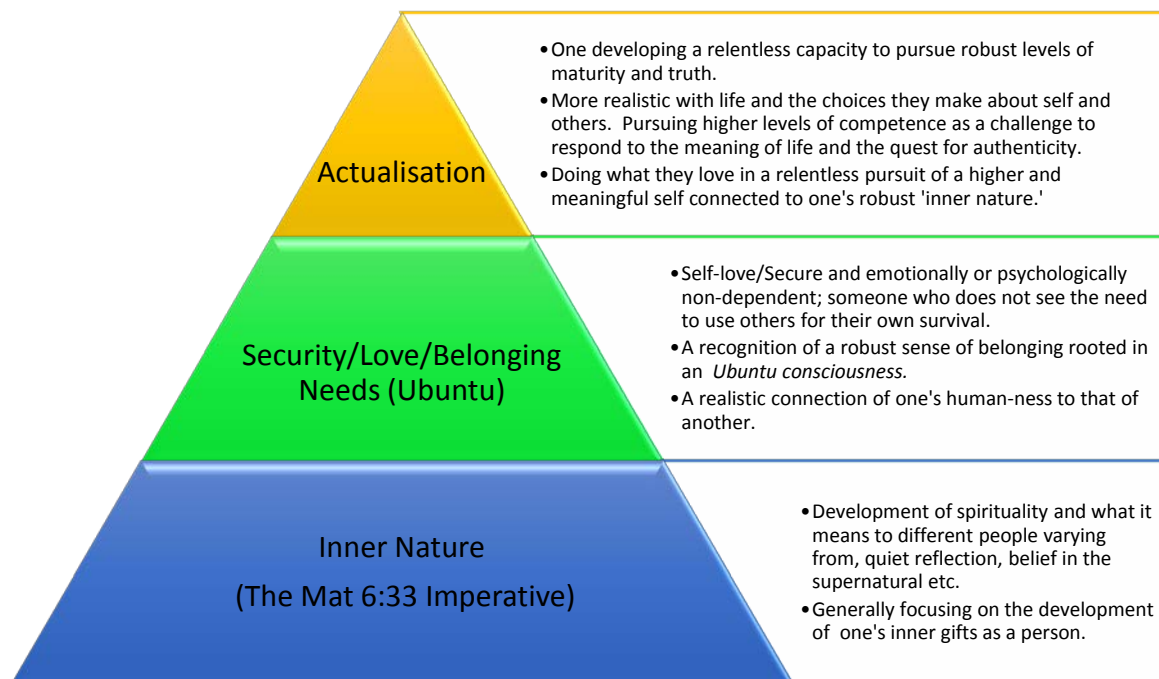 Actualisation
•One developing a relentless capacity to pursue robust levels of
maturity and truth.
•More realistic with life and the choices they make about self and
others.  Pursuing higher levels of competence as a challenge to
respond to the meaning of life and the quest for authenticity.
•Doing what they love in a relentless pursuit of a higher and
meaningful self connected to one's robust 'inner nature.'
Security/Love/Belonging
Needs (Ubuntu)
•Self-love/Secure and emotionally or psychologically
non-dependent; someone who does not see the need
to use others for their own survival.
•A recognition of a robust sense of belonging rooted in
an  Ubuntu consciousness.
•A realistic connection of one's human-ness to that of
another.
Inner Nature
(The Mat 6:33 Imperative)
•Development of spirituality and what it
means to different people varying
from, quiet reflection, belief in the
supernatural etc.
•Generally focusing on the development
of  one's inner gifts as a person.